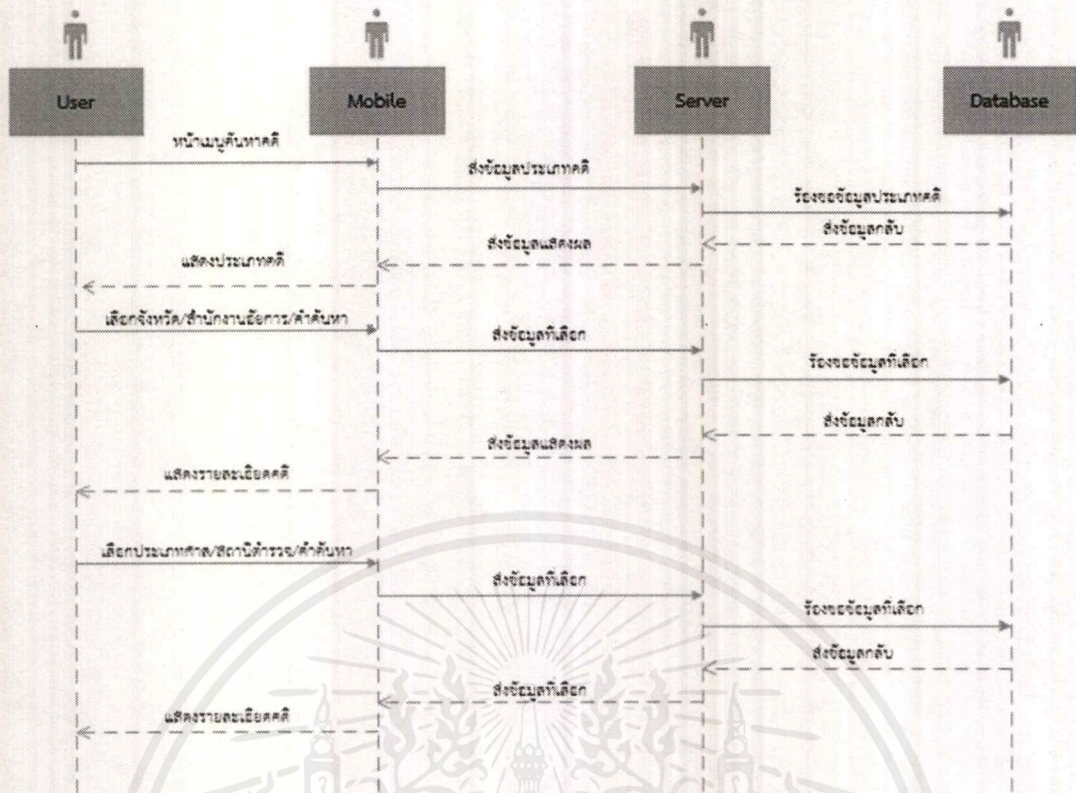 User
Mobile
Server
Database
หน้าเมนูค้นหาคดี
ส่งข้อมูลประเภทคดี
ร้องขอข้อมูลประเภทคดี
ส่งข้อมูลกลับ
ส่งข้อมูลแสดงผล
แสดงประเภทคดี
เลือกจังหวัด/สำนักงานอัยการ/คำค้นหา
ส่งข้อมูลที่เลือก
ร้องขอข้อมูลที่เลือก
ส่งข้อมูลกลับ
ส่งข้อมูลแสดงผล
แสดงรายละเอียดคดี
เลือกประเภทศาล/สถานีตำรวจ/คำค้นหา
ส่งข้อมูลที่เลือก
ร้องขอข้อมูลที่เลือก
ส่งข้อมูลกลับ
ส่งข้อมูลที่เลือก
แสดงรายละเอียดคดี